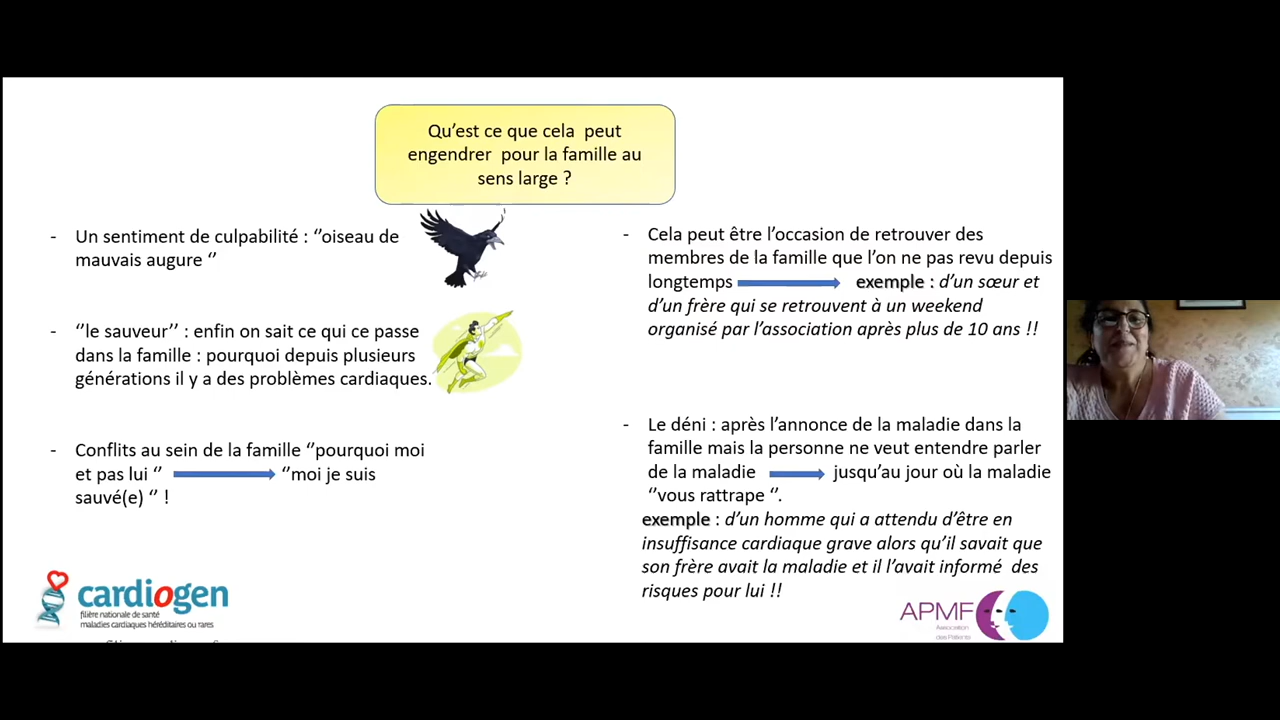 Qu’est ce que cela peut
engendrer pour la famille au
sens large ?
- Un sentiment de culpabilité : ‘’oiseau de
mauvais augure ‘’
- ‘’le sauveur’’ : enfin on sait ce qui ce passe
dans la famille : pourquoi depuis plusieurs
générations il y a des problèmes cardiaques.
- Conflits au sein de la famille ‘’pourquoi moi
et pas lui ‘’ ‘’moi je suis
sauvé(e) ‘’ !
- Cela peut être l’occasion de retrouver des
membres de la famille que l’on ne pas revu depuis
longtemps exemple : d’un sœur et
d’un frère qui se retrouvent à un weekend
organisé par l’association après plus de 10 ans !!
- Le déni : après l’annonce de la maladie dans la
famille mais la personne ne veut entendre parler
de la maladie jusqu’au jour où la maladie
‘’vous rattrape ‘’.
exemple : d’un homme qui a attendu d’être en
insuffisance cardiaque grave alors qu’il savait que
son frère avait la maladie et il l’avait informé des
risques pour lui !!
cardiogen
filière nationale de santé
maladies cardiaques héréditaires ou rares
APMF
Association
des Patients